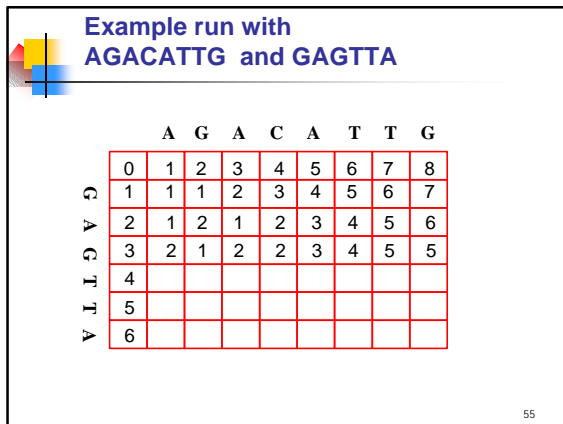 Example run with
AGACATTG and GAGTTA
A G A C A T T G
0 1 2 3 4 5 6 7 8
G 1 1 1 2 3 4 5 6 7
A 2 1 2 1 2 3 4 5 6
G 3 2 1 2 2 3 4 5 5
T 4
T 5
A 6
55